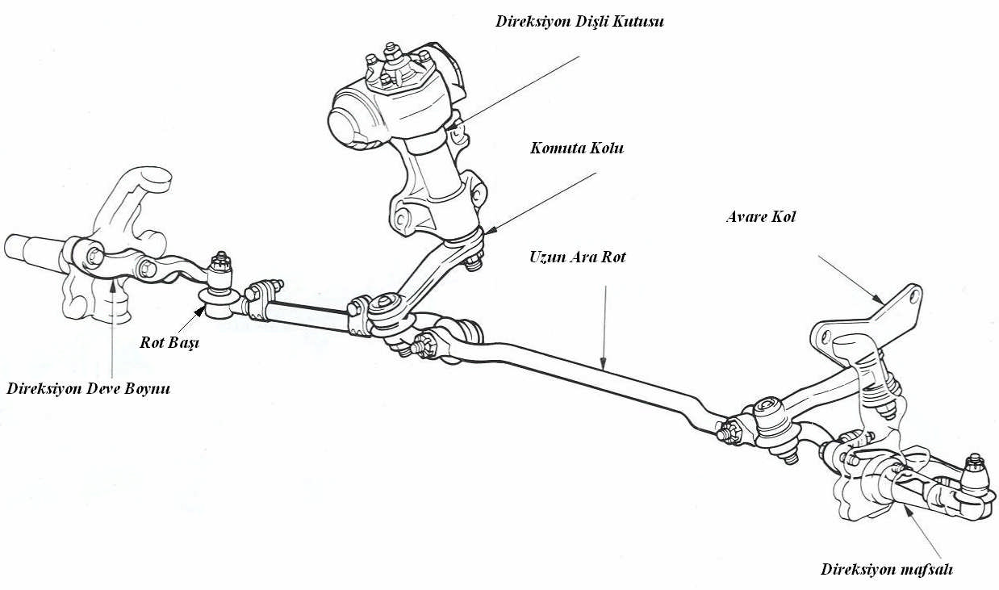 Direksiyon Dişli Kutusu
Komuta Kolu
Avare Kol
Uzun Ara Rot
Rot Başı
Direksiyon Deve Boynu
Direksiyon mafsalı